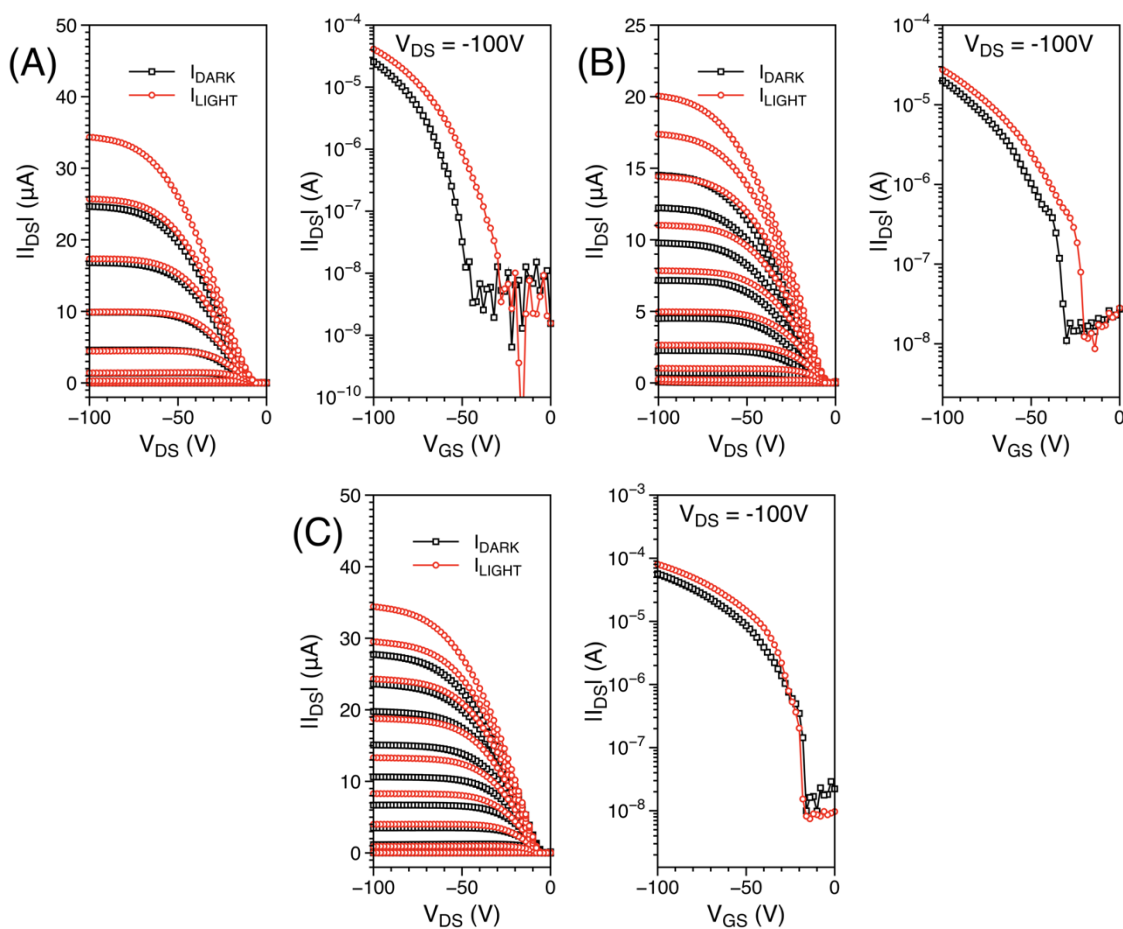 (A)
50
40
30
20
10
0
−100
−50
0
|I_DS| (µA)
V_DS (V)
I_DARK
I_LIGHT
V_DS = -100V
10⁻⁴
10⁻⁵
10⁻⁶
10⁻⁷
10⁻⁸
10⁻⁹
10⁻¹⁰
−100 −80 −60 −40 −20 0
|I_DS| (A)
V_GS (V)
(B)
25
20
15
10
5
0
−100
−50
0
|I_DS| (µA)
V_DS (V)
I_DARK
I_LIGHT
V_DS = -100V
10⁻⁴
10⁻⁵
10⁻⁶
10⁻⁷
10⁻⁸
−100
−50
0
|I_DS| (A)
V_GS (V)
(C)
50
40
30
20
10
0
−100
−50
0
|I_DS| (µA)
V_DS (V)
I_DARK
I_LIGHT
V_DS = -100V
10⁻³
10⁻⁴
10⁻⁵
10⁻⁶
10⁻⁷
10⁻⁸
−100
−50
0
|I_DS| (A)
V_GS (V)